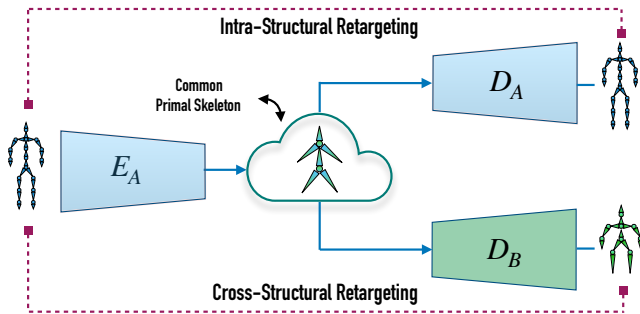 Intra-Structural Retargeting
Common
Primal Skeleton
D_A
E_A
D_B
Cross-Structural Retargeting